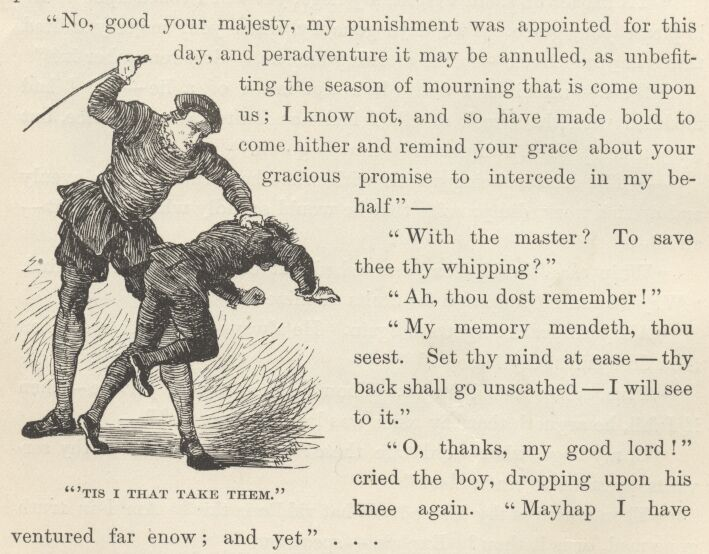 “No, good your majesty, my punishment was appointed for this
day, and peradventure it may be annulled, as unbefit-
ting the season of mourning that is come upon
us; I know not, and so have made bold to
come hither and remind your grace about your
gracious promise to intercede in my be-
half”—
“With the master? To save
thee thy whipping?”
“Ah, thou dost remember!”
“My memory mendeth, thou
seest. Set thy mind at ease—thy
back shall go unscathed—I will see
to it.”
“O, thanks, my good lord!”
cried the boy, dropping upon his
knee again. “Mayhap I have
ventured far enow; and yet” . . .
“’TIS I THAT TAKE THEM.”